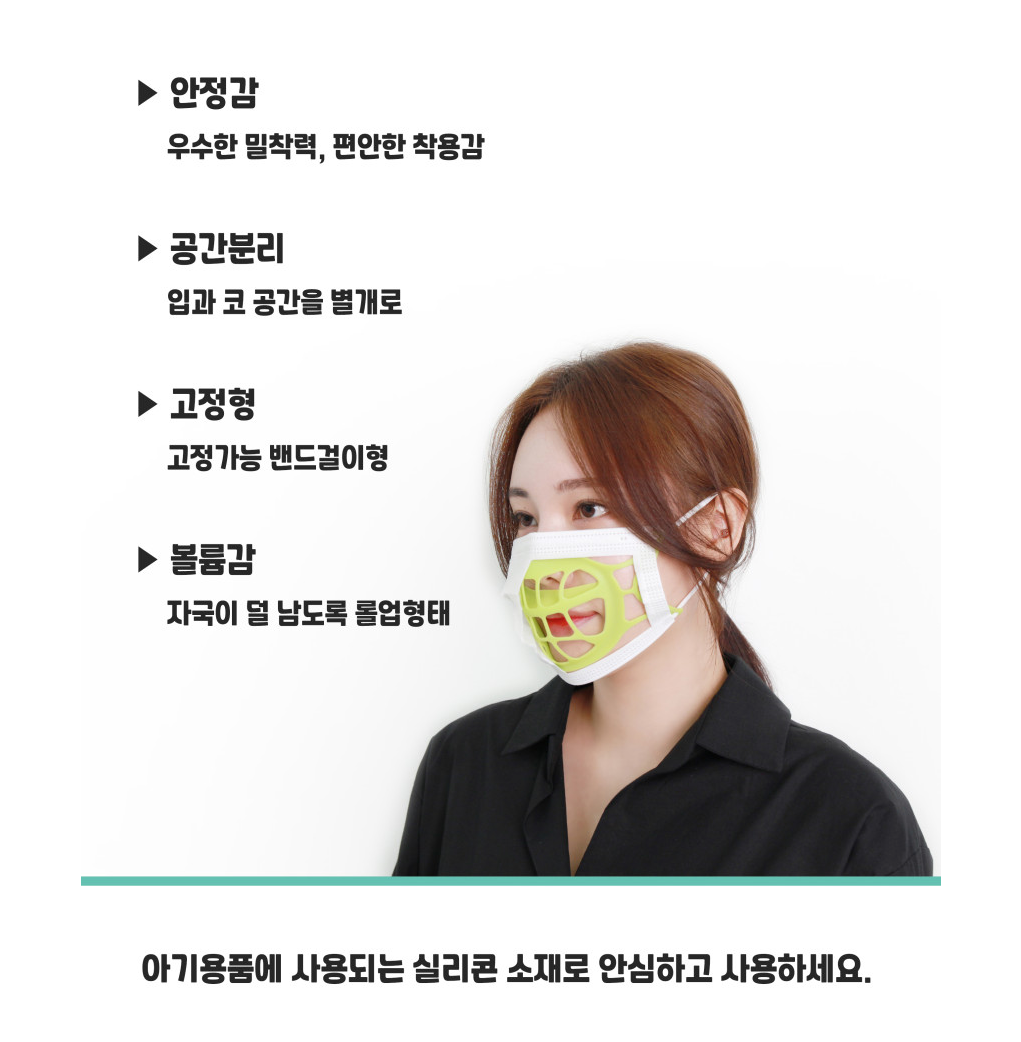 ▶ 안정감
우수한 밀착력, 편안한 착용감
▶ 공간분리
입과 코 공간을 별개로
▶ 고정형
고정가능 밴드걸이형
▶ 볼륨감
자국이 덜 남도록 롤업형태
아기용품에 사용되는 실리콘 소재로 안심하고 사용하세요.